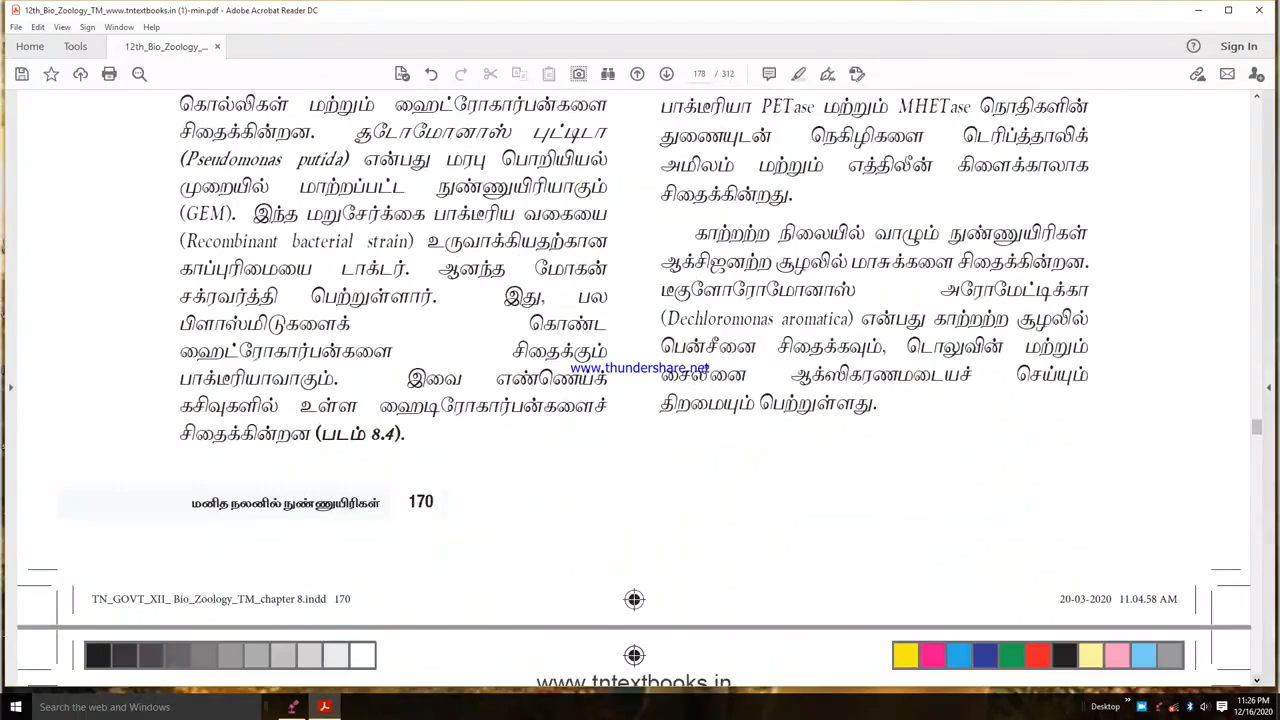 12th_Bio_Zoology_TM_www.tntextbooks.in (1)-min.pdf - Adobe Acrobat Reader DC
File Edit View Sign Window Help
Home Tools 12th_Bio_Zoology_... × Sign In
178 / 312
கொல்லிகள் மற்றும் ஹைட்ரோகார்பன்களை
சிதைக்கின்றன. சூடோமோனாஸ் புட்டிடா
(Pseudomonas putida) என்பது மரபு பொறியியல்
முறையில் மாற்றப்பட்ட நுண்ணுயிரியாகும்
(GEM). இந்த மறுசேர்க்கை பாக்டீரிய வகையை
(Recombinant bacterial strain) உருவாக்கியதற்கான
காப்புரிமையை டாக்டர். ஆனந்த மோகன்
சக்ரவர்த்தி பெற்றுள்ளார். இது, பல
பிளாஸ்மிடுகளைக் கொண்ட
ஹைட்ரோகார்பன்களை சிதைக்கும்
பாக்டீரியாவாகும். இவை எண்ணெய்க்
கசிவுகளில் உள்ள ஹைடிரோகார்பன்களைச்
சிதைக்கின்றன (படம் 8.4).
பாக்டீரியா PETase மற்றும் MHETase நொதிகளின்
துணையுடன் நெகிழிகளை டெரிப்த்தாலிக்
அமிலம் மற்றும் எத்திலீன் கிளைக்காலாக
சிதைக்கின்றது.
காற்றற்ற நிலையில் வாழும் நுண்ணுயிரிகள்
ஆக்சிஜனற்ற சூழலில் மாசுக்களை சிதைக்கின்றன.
டீகுளோரோமோனாஸ் அரோமேட்டிக்கா
(Dechloromonas aromatica) என்பது காற்றற்ற சூழலில்
பென்சீனை சிதைக்கவும், டொலுவின் மற்றும்
சைலீனை ஆக்ஸிகரணமடையச் செய்யும்
திறமையும் பெற்றுள்ளது.
www.thundershare.net
மனித நலனில் நுண்ணுயிரிகள் 170
TN_GOVT_XII_ Bio_Zoology_TM_chapter 8.indd 170 20-03-2020 11.04.58 AM
www.tntextbooks.in
Search the web and Windows Desktop 11:26 PM
12/16/2020